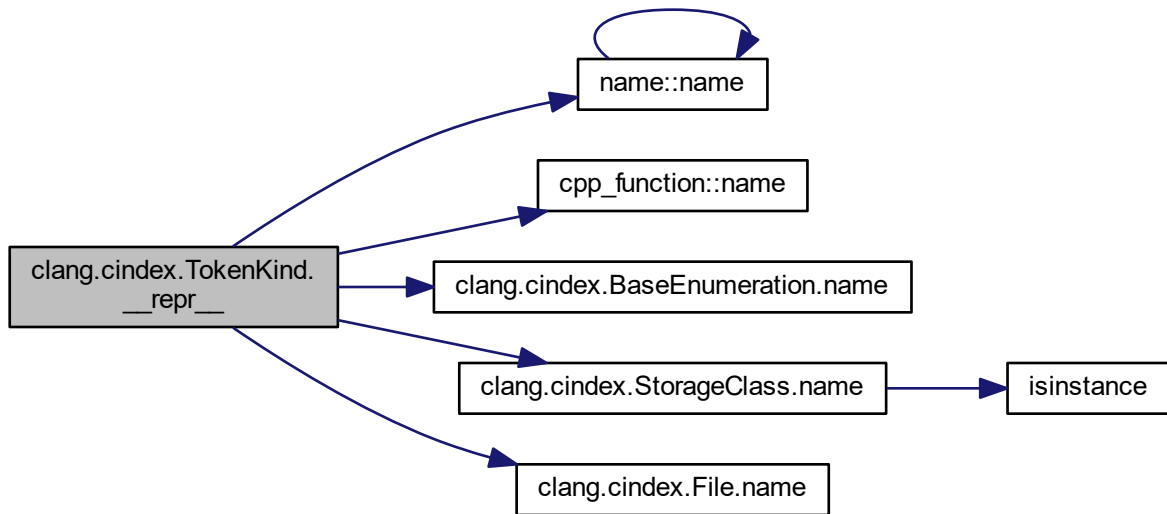 name::name
cpp_function::name
clang.cindex.TokenKind.
__repr__
clang.cindex.BaseEnumeration.name
clang.cindex.StorageClass.name
isinstance
clang.cindex.File.name